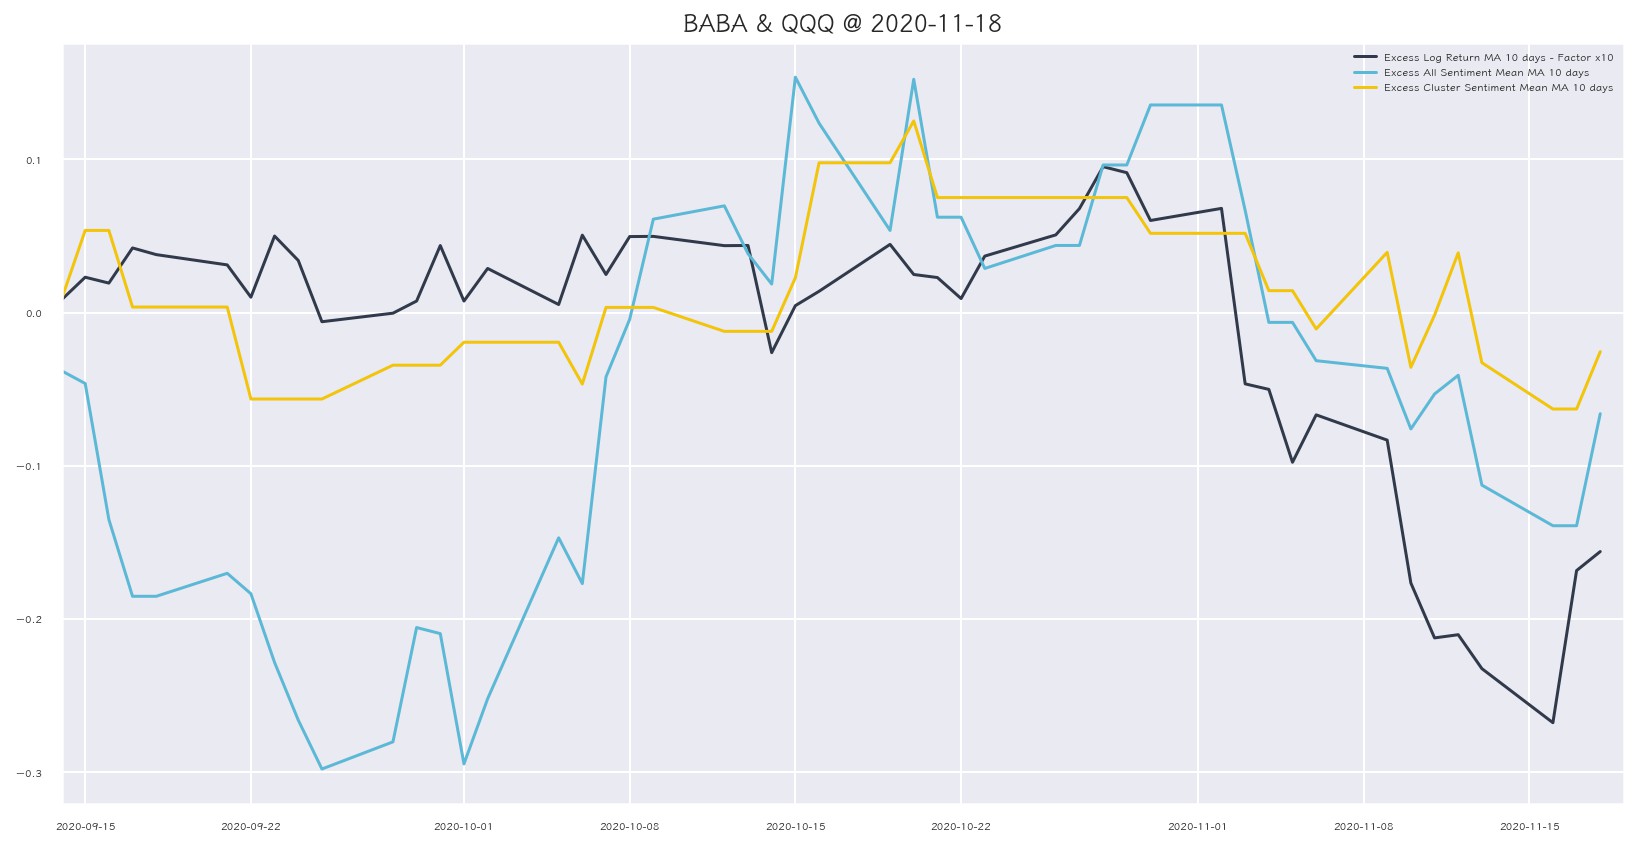 BABA & QQQ @ 2020-11-18
Excess Log Return MA 10 days - Factor x10
Excess All Sentiment Mean MA 10 days
Excess Cluster Sentiment Mean MA 10 days
0.1
0.0
−0.1
−0.2
−0.3
2020-09-15 2020-09-22 2020-10-01 2020-10-08 2020-10-15 2020-10-22 2020-11-01 2020-11-08 2020-11-15